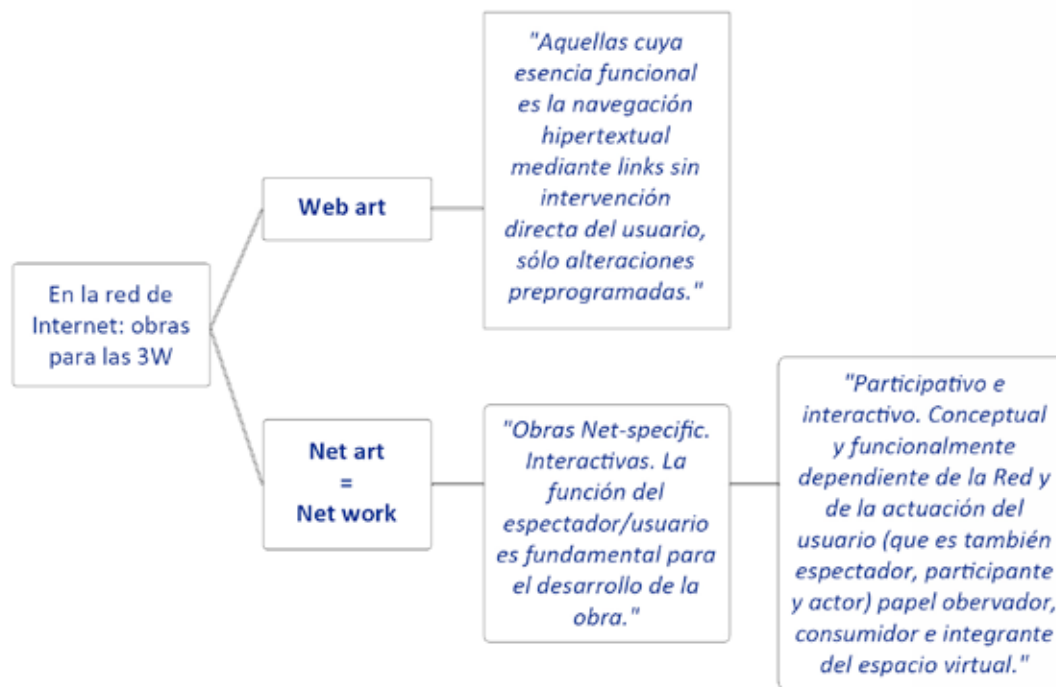 En la red de
Internet: obras
para las 3W
Web art
"Aquellas cuya
esencia funcional
es la navegación
hipertextual
mediante links sin
intervención
directa del usuario,
sólo alteraciones
preprogramadas."
Net art
=
Net work
"Obras Net-specific.
Interactivas. La
función del
espectador/usuario
es fundamental para
el desarrollo de la
obra."
"Participativo e
interactivo. Conceptual
y funcionalmente
dependiente de la Red y
de la actuación del
usuario (que es también
espectador, participante
y actor) papel obervador,
consumidor e integrante
del espacio virtual."